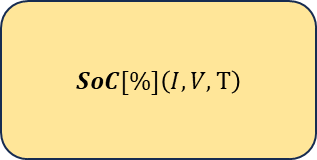 SoC[%](I, V, T)